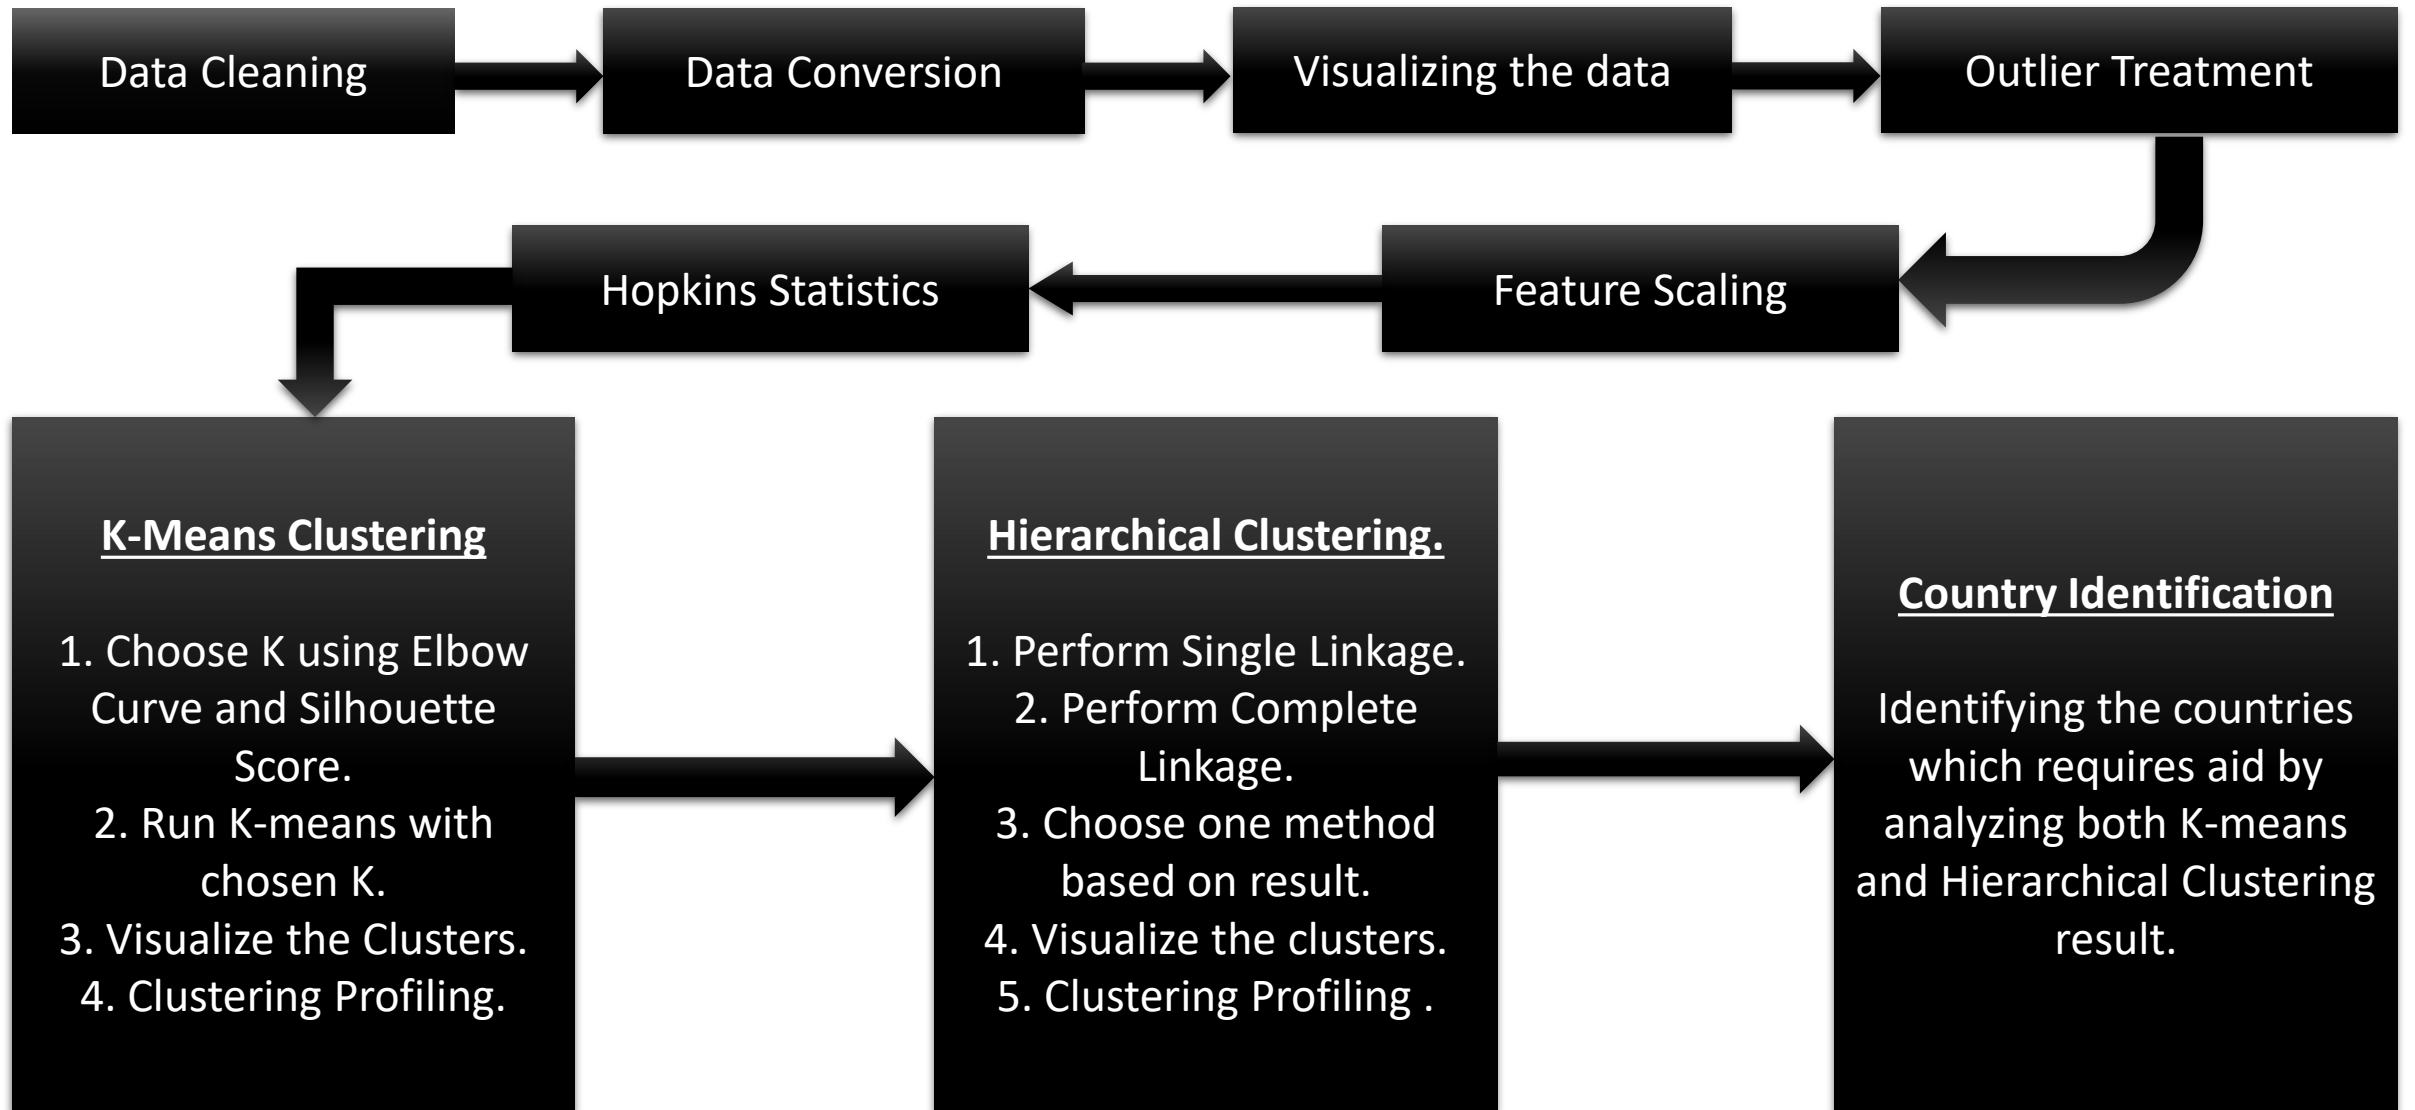 Data Cleaning
Data Conversion
Visualizing the data
Outlier Treatment
Feature Scaling
Hopkins Statistics
K-Means Clustering
1. Choose K using Elbow
Curve and Silhouette
Score.
2. Run K-means with
chosen K.
3. Visualize the Clusters.
4. Clustering Profiling.
Hierarchical Clustering.
1. Perform Single Linkage.
2. Perform Complete
Linkage.
3. Choose one method
based on result.
4. Visualize the clusters.
5. Clustering Profiling .
Country Identification
Identifying the countries
which requires aid by
analyzing both K-means
and Hierarchical Clustering
result.